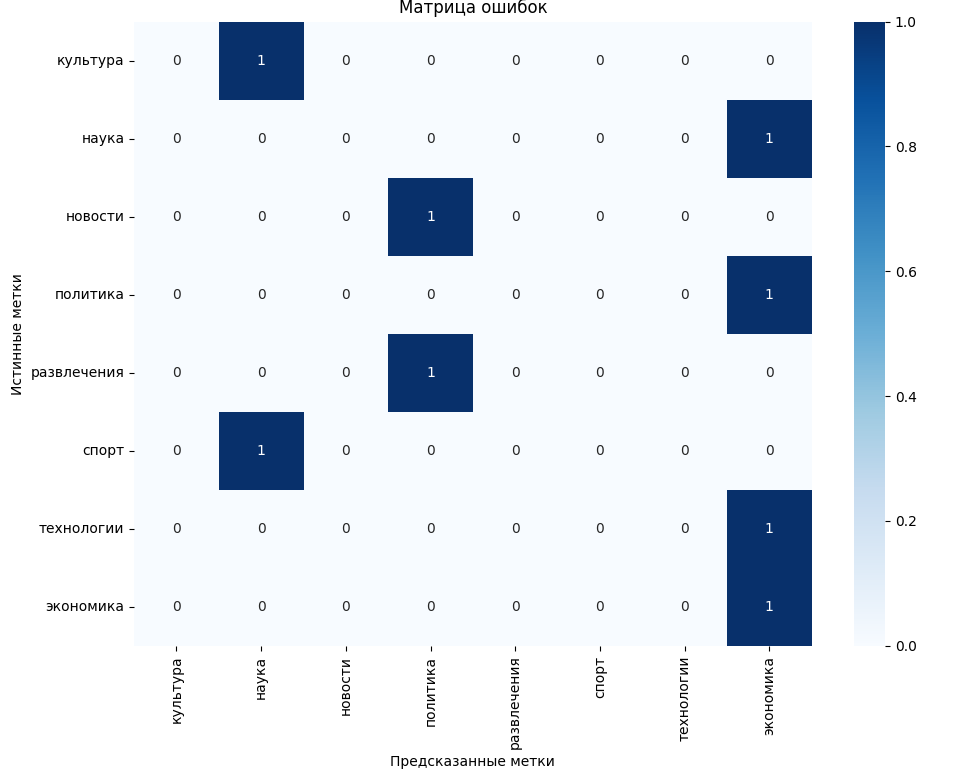 Матрица ошибок
Истинные метки
культура 0 1 0 0 0 0 0 0
наука 0 0 0 0 0 0 0 1
новости 0 0 0 1 0 0 0 0
политика 0 0 0 0 0 0 0 1
развлечения 0 0 0 1 0 0 0 0
спорт 0 1 0 0 0 0 0 0
технологии 0 0 0 0 0 0 0 1
экономика 0 0 0 0 0 0 0 1
культура наука новости политика развлечения спорт технологии экономика
Предсказанные метки
1.0
0.8
0.6
0.4
0.2
0.0